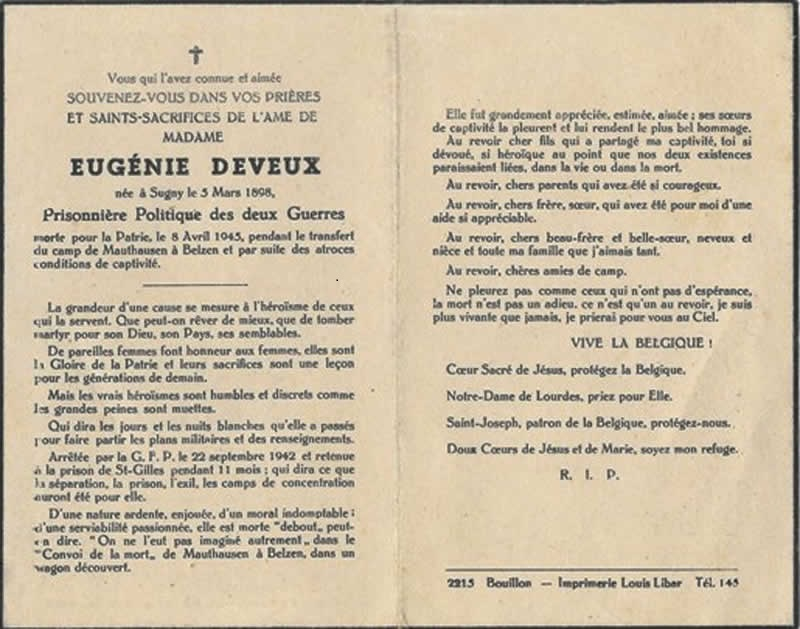 Vous qui l'avez connue et aimée
SOUVENEZ-VOUS DANS VOS PRIÈRES
ET SAINTS-SACRIFICES DE L'AME DE
MADAME
EUGÉNIE DEVEUX
née à Sugny le 5 Mars 1898,
Prisonnière Politique des deux Guerres
morte pour la Patrie, le 8 Avril 1945, pendant le transfert
du camp de Mauthausen à Belzen et par suite des atroces
conditions de captivité.
La grandeur d'une cause se mesure à l'héroïsme de ceux
qui la servent. Que peut-on rêver de mieux, que de tomber
martyr pour son Dieu, son Pays, ses semblables.
De pareilles femmes font honneur aux femmes, elles sont
la Gloire de la Patrie et leurs sacrifices sont une leçon
pour les générations de demain.
Mais les vrais héroïsmes sont humbles et discrets comme
les grandes peines sont muettes.
Qui dira les jours et les nuits blanches qu'elle a passés
pour faire partir les plans militaires et des renseignements.
Arrêtée par la G. F. P. le 22 septembre 1942 et retenue
à la prison de St-Gilles pendant 11 mois ; qui dira ce que
la séparation, la prison, l'exil, les camps de concentration
auront été pour elle.
D'une nature ardente, enjouée, d'un moral indomptable ;
d'une serviabilité passionnée, elle est morte "debout„ peut-
on dire. "On ne l'eut pas imaginé autrement„ dans le
"Convoi de la mort„ de Mauthausen à Belzen, dans un
wagon découvert.
Elle fut grandement appréciée, estimée, aimée ; ses sœurs
de captivité la pleurent et lui rendent le plus bel hommage.
Au revoir cher fils qui a partagé ma captivité, toi si
dévoué, si héroïque au point que nos deux existences
paraissaient liées, dans la vie ou dans la mort.
Au revoir, chers parents qui avez été si courageux.
Au revoir, chers frère, sœur, qui avez été pour moi d'une
aide si appréciable.
Au revoir, chers beau-frère et belle-sœur, neveux et
nièce et toute ma famille que j'aimais tant.
Au revoir, chères amies de camp.
Ne pleurez pas comme ceux qui n'ont pas d'espérance,
la mort n'est pas un adieu. ce n'est qu'un au revoir, je suis
plus vivante que jamais, je prierai pour vous au Ciel.
VIVE LA BELGIQUE !
Cœur Sacré de Jésus, protégez la Belgique.
Notre-Dame de Lourdes, priez pour Elle.
Saint-Joseph, patron de la Belgique, protégez-nous.
Doux Cœurs de Jésus et de Marie, soyez mon refuge.
R. I. P.
2215 Bouillon — Imprimerie Louis Libar Tél. 145